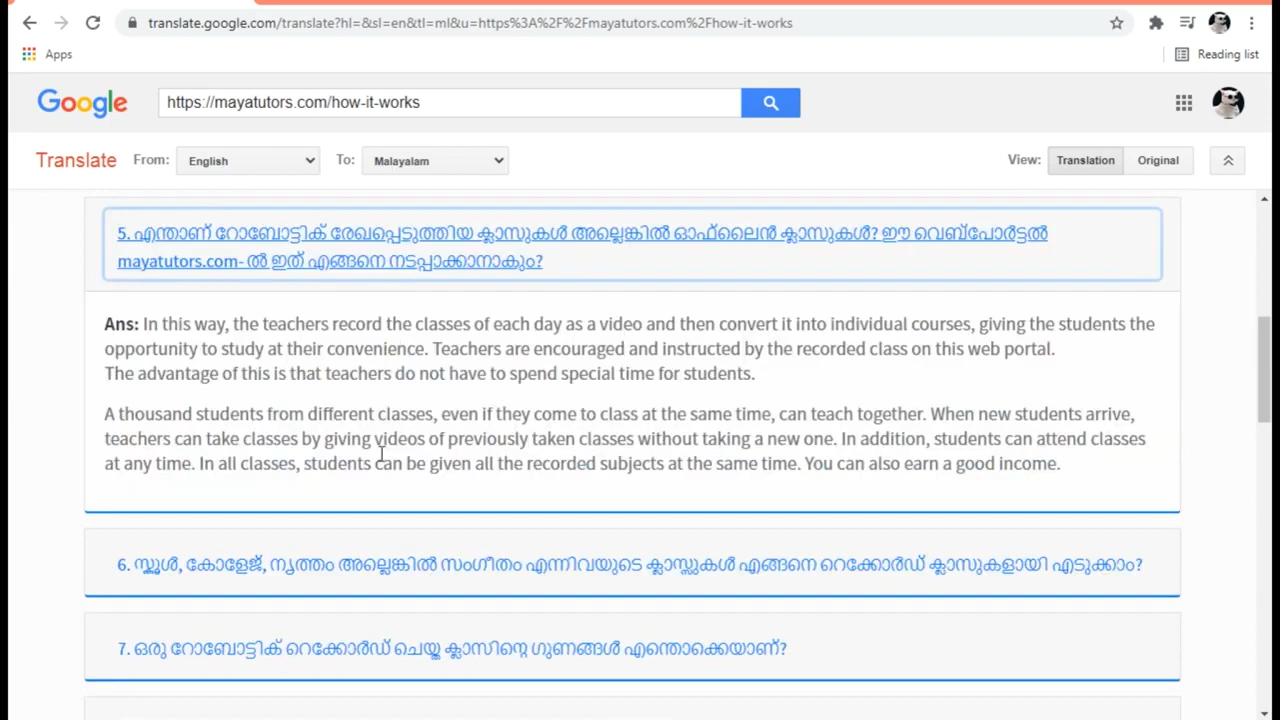 translate.google.com/translate?hl=&sl=en&tl=ml&u=https%3A%2F%2Fmayatutors.com%2Fhow-it-works
Apps
Reading list
Google
https://mayatutors.com/how-it-works
Translate From: English To: Malayalam View: Translation Original
5. എന്താണ് റോബോട്ടിക് രേഖപ്പെടുത്തിയ ക്ലാസുകൾ അല്ലെങ്കിൽ ഓഫ്‌ലൈൻ ക്ലാസുകൾ? ഈ വെബ്‌പോർട്ടൽ
mayatutors.com- ൽ ഇത് എങ്ങനെ നടപ്പാക്കാനാകും?
Ans: In this way, the teachers record the classes of each day as a video and then convert it into individual courses, giving the students the
opportunity to study at their convenience. Teachers are encouraged and instructed by the recorded class on this web portal.
The advantage of this is that teachers do not have to spend special time for students.
A thousand students from different classes, even if they come to class at the same time, can teach together. When new students arrive,
teachers can take classes by giving videos of previously taken classes without taking a new one. In addition, students can attend classes
at any time. In all classes, students can be given all the recorded subjects at the same time. You can also earn a good income.
6. സ്കൂൾ, കോളേജ്, നൃത്തം അല്ലെങ്കിൽ സംഗീതം എന്നിവയുടെ ക്ലാസ്സുകൾ എങ്ങനെ റെക്കോർഡ് ക്ലാസുകളായി എടുക്കാം?
7. ഒരു റോബോട്ടിക് റെക്കോർഡ് ചെയ്ത ക്ലാസിന്റെ ഗുണങ്ങൾ എന്തൊക്കെയാണ്?